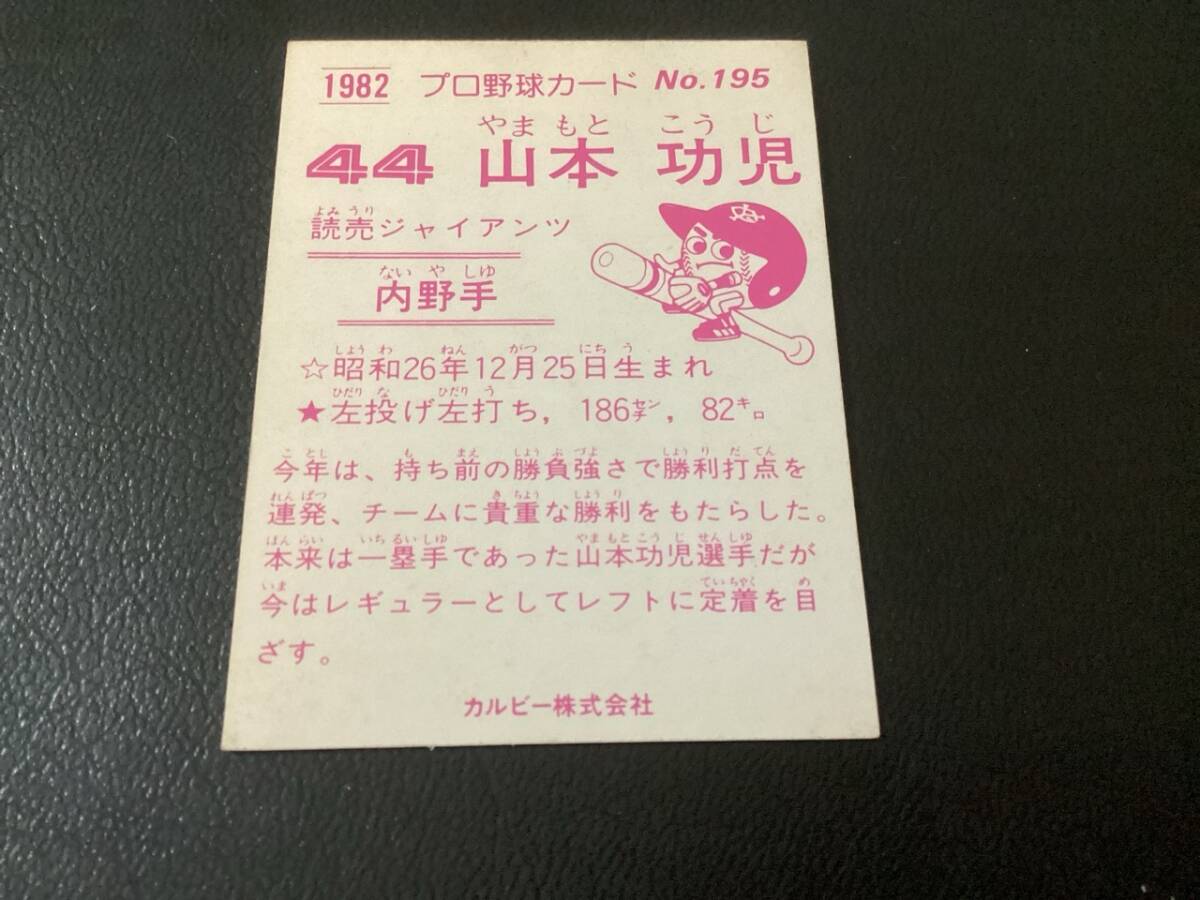 1982 プロ野球カード No.195
やま もと こう じ
44 山本 功児
よみ うり
読売ジャイアンツ
ない や しゆ
内野手
しよう わ ねん がつ にち う
☆昭和26年12月25日生まれ
ひだり な ひだり う
★左投げ左打ち, 186センチ, 82キロ
こ とし も まえ しよう ぶ づよ しよう り だ てん
今年は、持ち前の勝負強さで勝利打点を
れん ぱつ き ちよう しよう り
連発、チームに貴重な勝利をもたらした。
ほん らい いち るい しゆ やま もと こう じ せん しゆ
本来は一塁手であった山本功児選手だが
いま てい ちやく め
今はレギュラーとしてレフトに定着を目
ざす。
カルビー株式会社